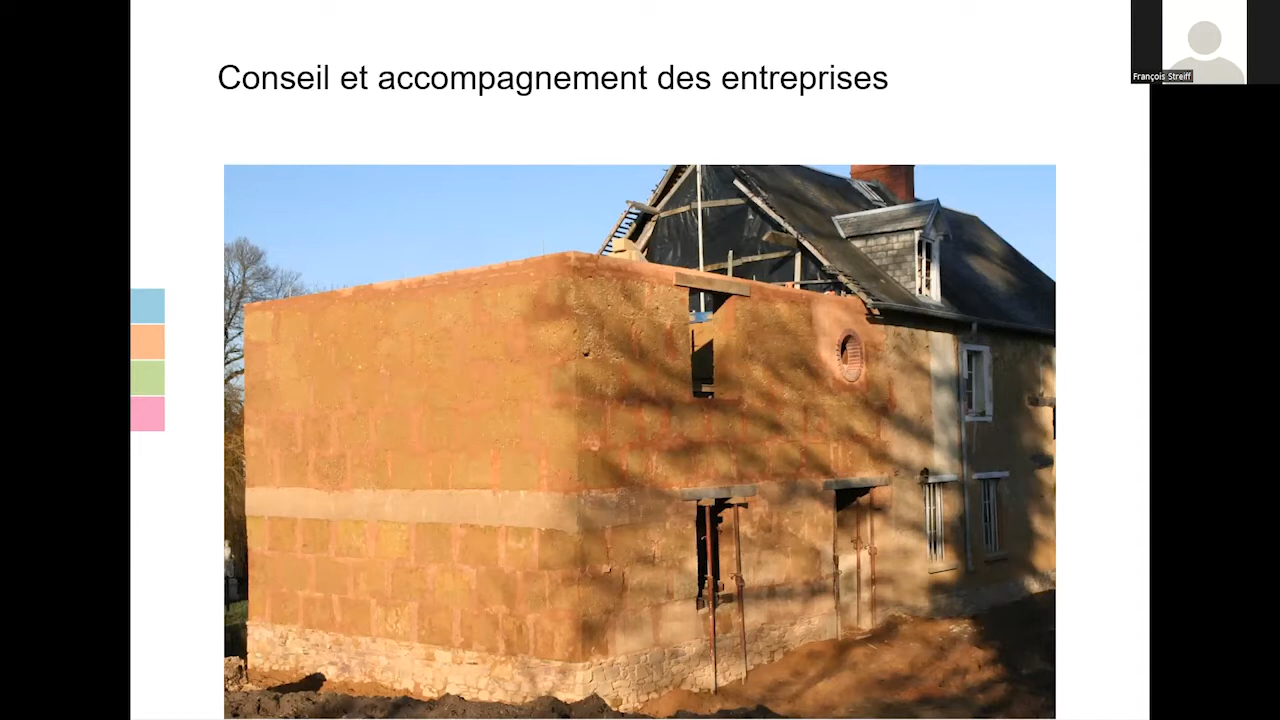 Conseil et accompagnement des entreprises
François Streiff